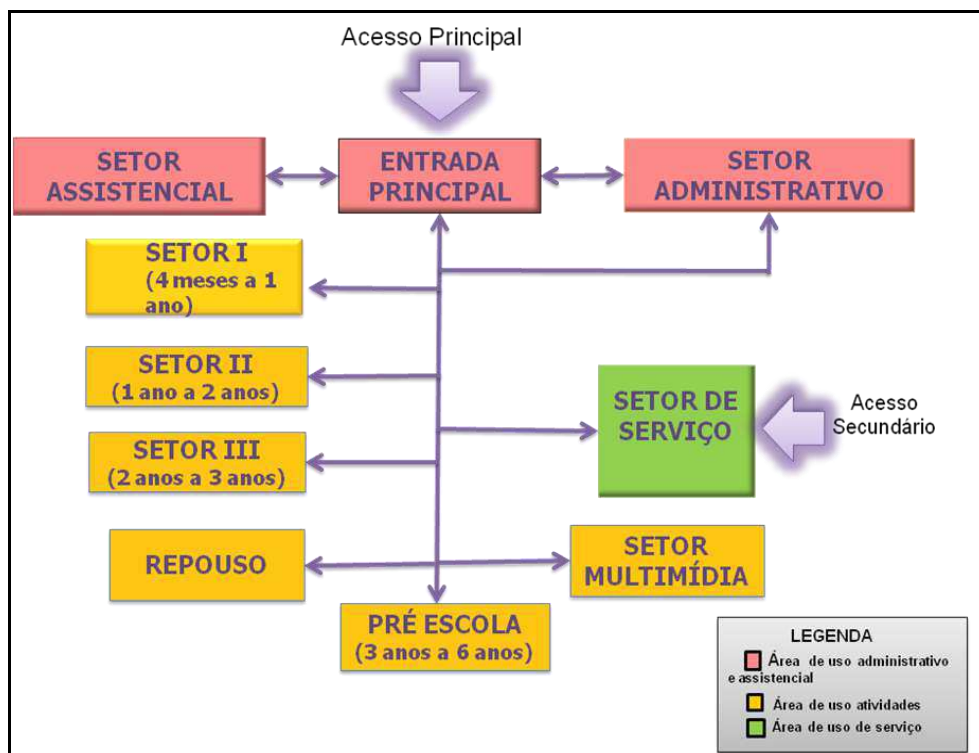 Acesso Principal
SETOR
ASSISTENCIAL
ENTRADA
PRINCIPAL
SETOR
ADMINISTRATIVO
SETOR I
(4 meses a 1
ano)
SETOR II
(1 ano a 2 anos)
SETOR DE
SERVIÇO
Acesso
Secundário
SETOR III
(2 anos a 3 anos)
REPOUSO
SETOR
MULTIMÍDIA
PRÉ ESCOLA
(3 anos a 6 anos)
LEGENDA
Área de uso administrativo
e assistencial
Área de uso atividades
Área de uso de serviço